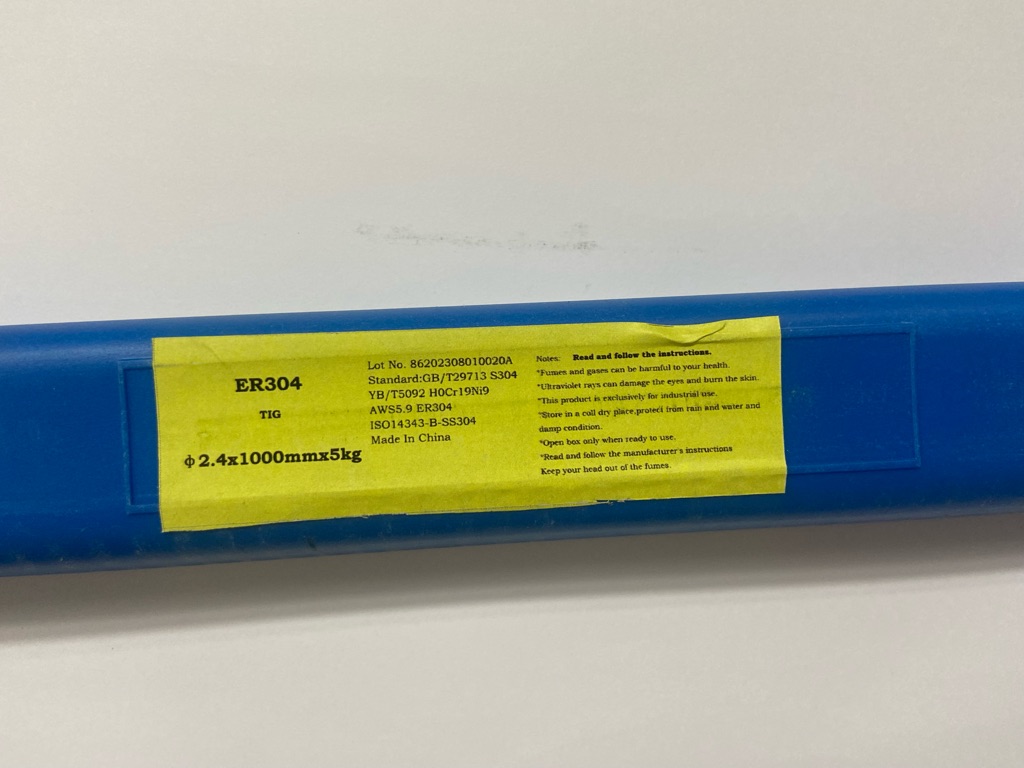 ER304
TIG
ϕ2.4x1000mmx5kg
Lot No. 86202308010020A
Standard:GB/T29713 S304
YB/T5092 H0Cr19Ni9
AWS5.9 ER304
ISO14343-B-SS304
Made In China
Notes: Read and follow the instructions.
*Fumes and gases can be harmful to your health.
*Ultraviolet rays can damage the eyes and burn the skin.
*This product is exclusively for industrial use.
*Store in a coll dry place,protect from rain and water and
damp condition.
*Open box only when ready to use.
*Read and follow the manufacturer's instructions
Keep your head out of the fumes.